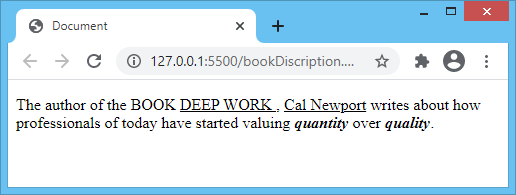 Document
127.0.0.1:5500/bookDiscription....
The author of the BOOK DEEP WORK , Cal Newport writes about how
professionals of today have started valuing quantity over quality.